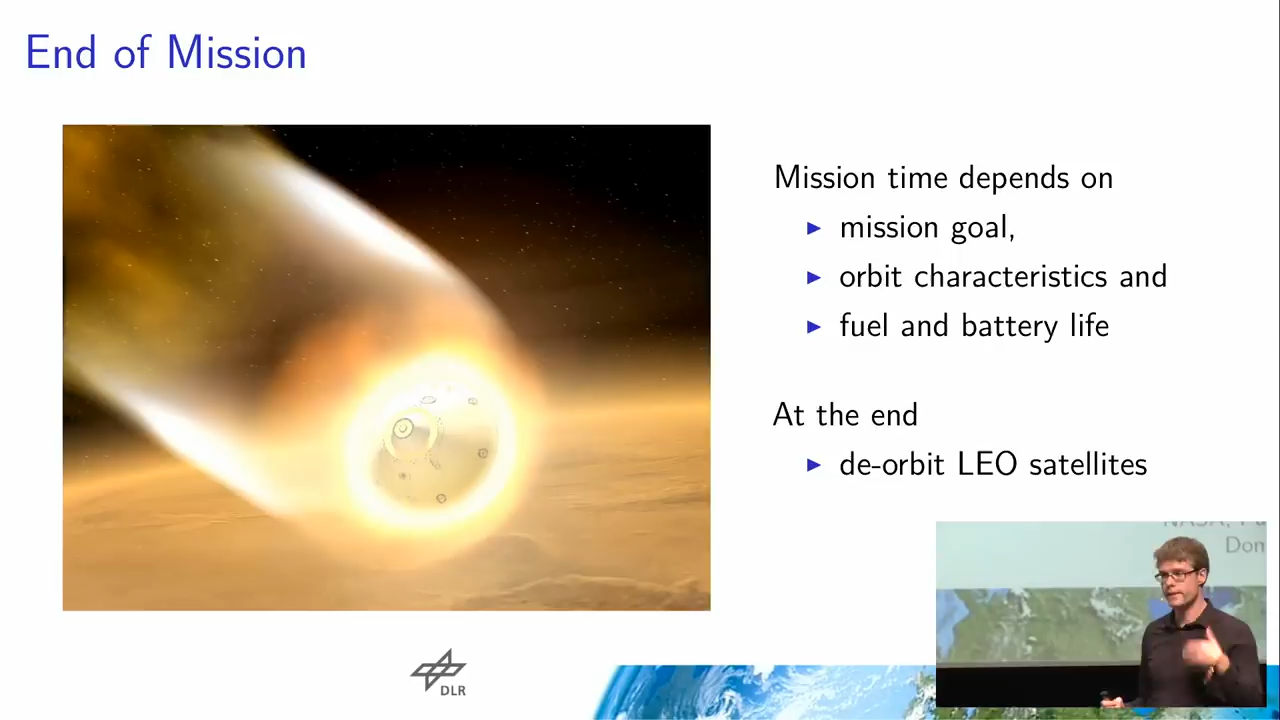 End of Mission
Mission time depends on
▶ mission goal,
▶ orbit characteristics and
▶ fuel and battery life
At the end
▶ de-orbit LEO satellites
Don
DLR